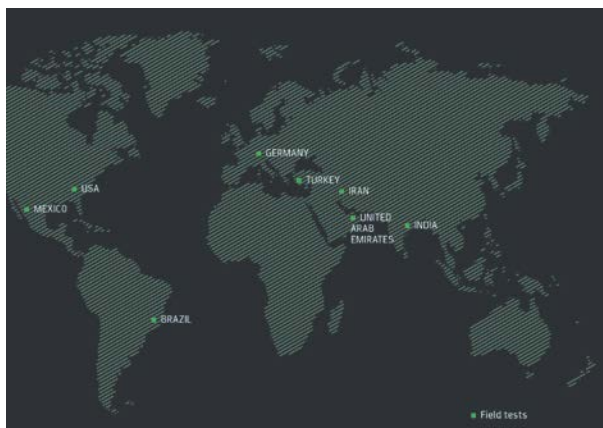 GERMANY
TURKEY
IRAN
USA
MEXICO
UNITED
ARAB
EMIRATES
INDIA
BRAZIL
Field tests